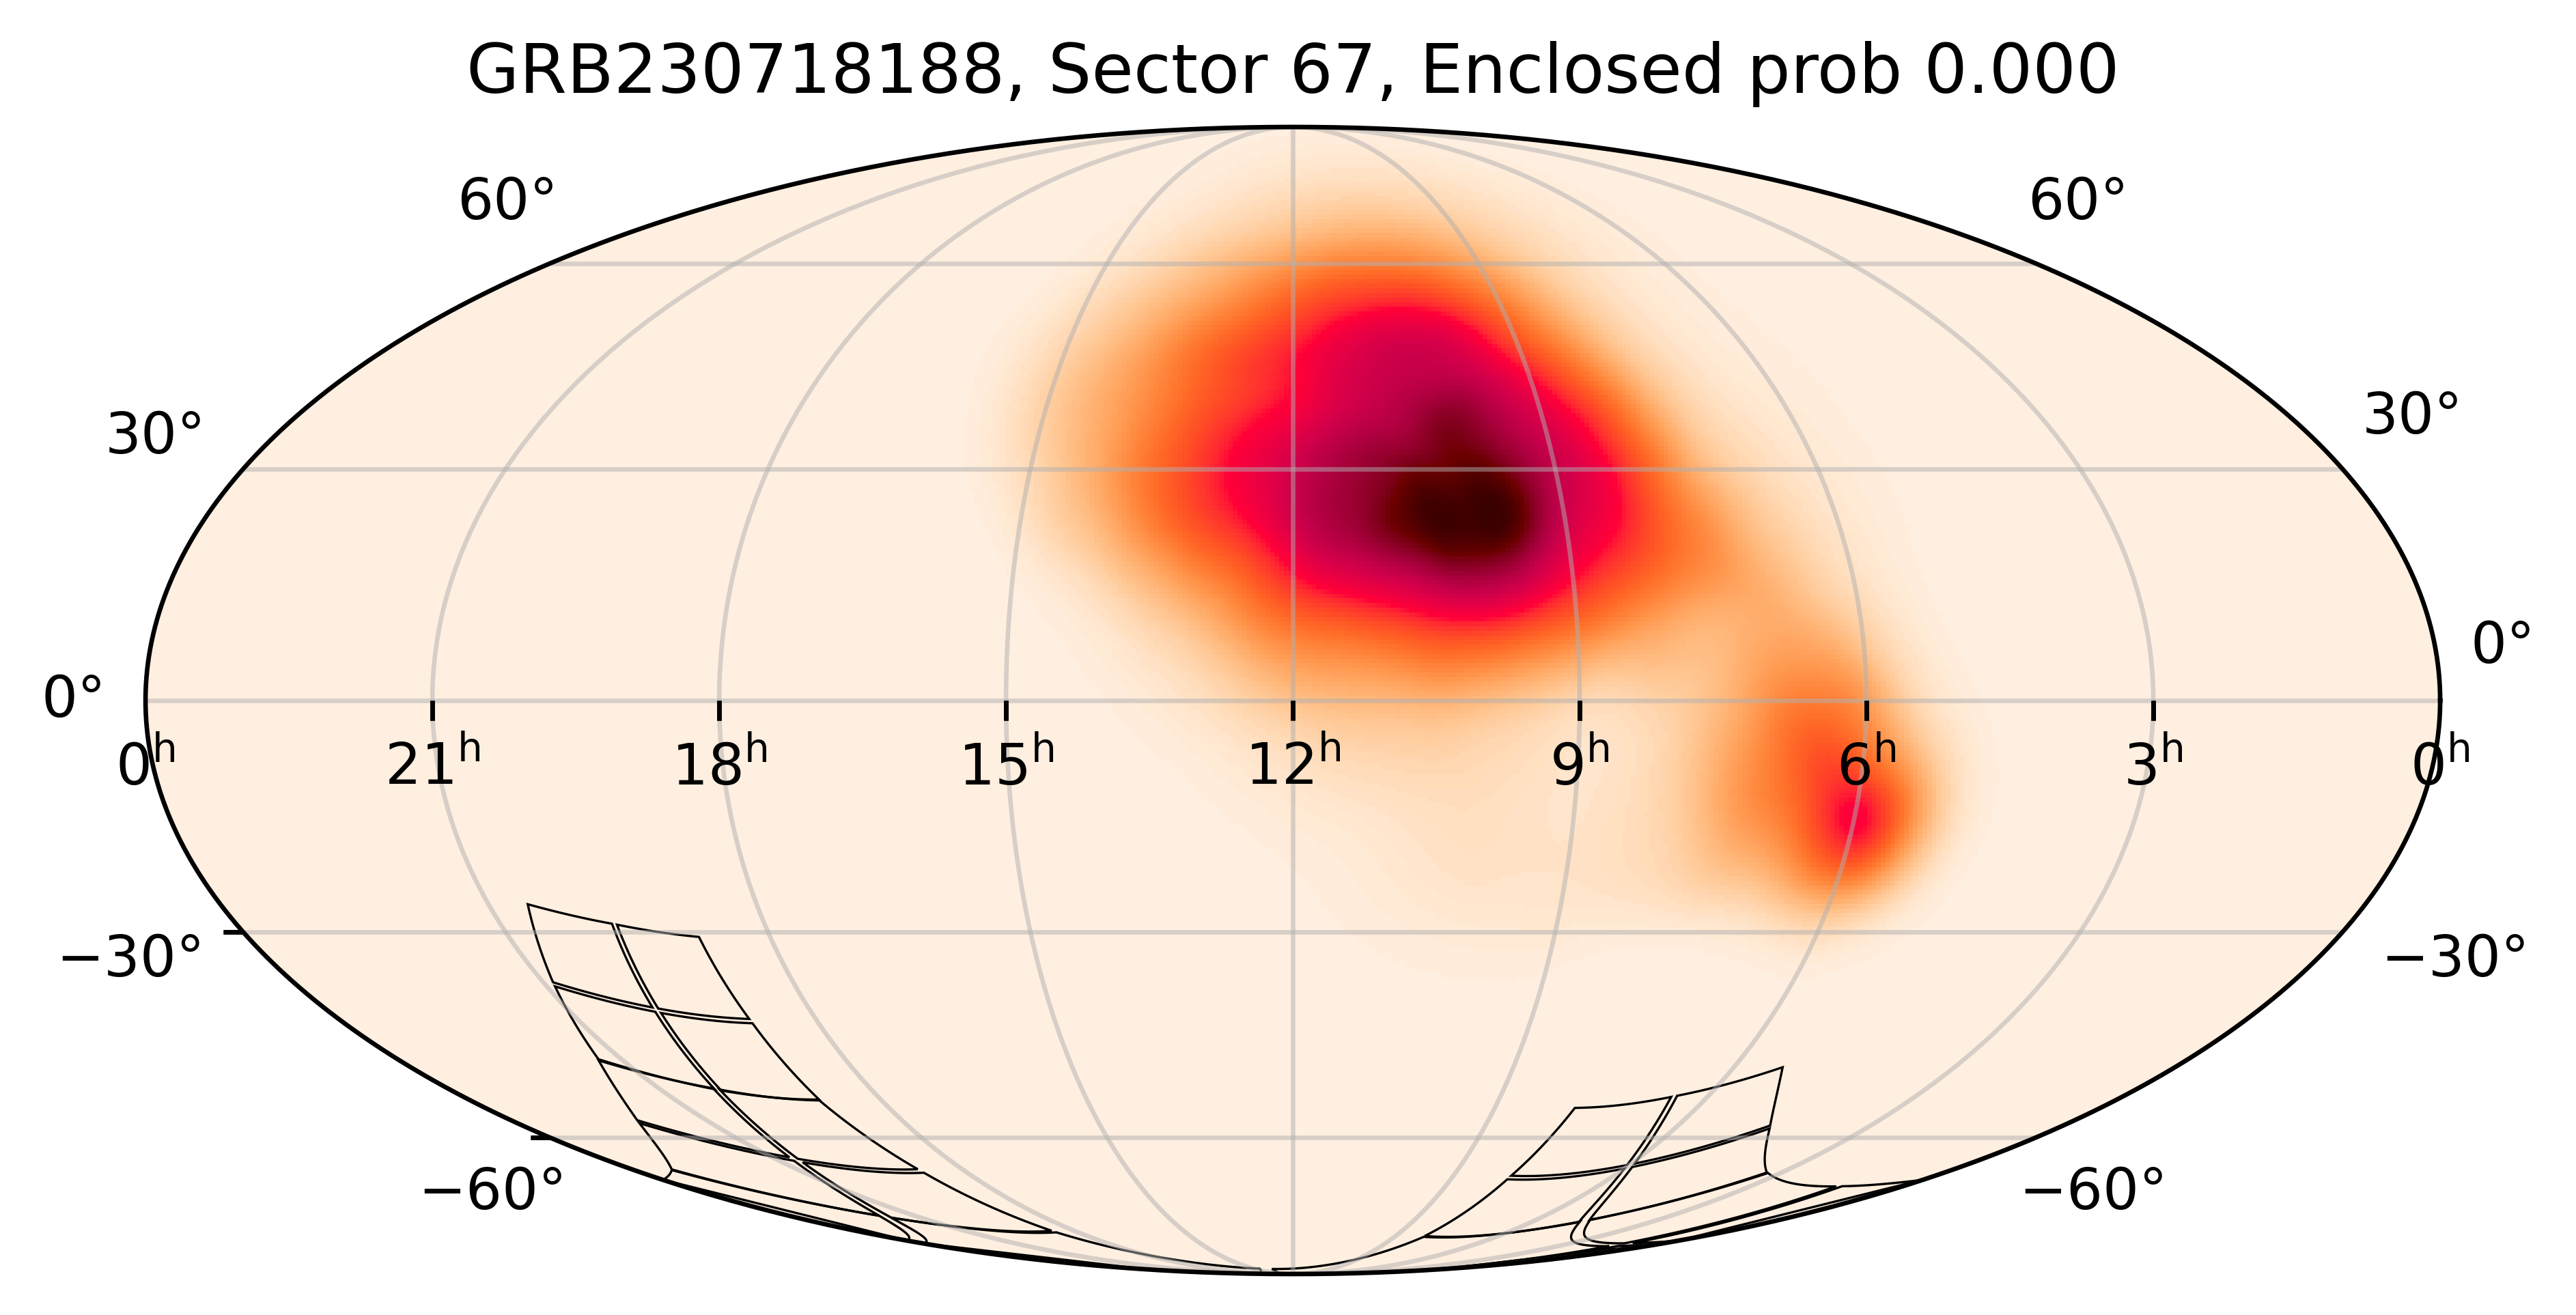 GRB230718188, Sector 67, Enclosed prob 0.000
60° 60°
30° 30°
0° 0°
0h 21h 18h 15h 12h 9h 6h 3h 0h
−30° −30°
−60° −60°